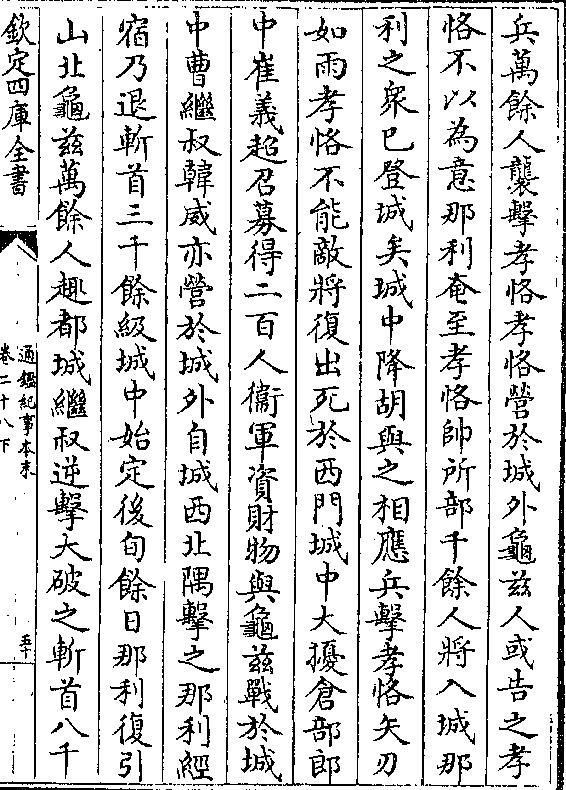 兵萬餘人襲擊孝恪孝恪營於城外龜兹人或告之孝
恪不以為意那利奄至孝恪帥所部千餘人將入城那
利之衆已登城矣城中降胡與之相應兵擊孝恪矢刃
如雨孝恪不能敵將復出死於西門城中大擾倉部郎
中崔義超召募得二百人衞軍資財物與龜兹戰於城
中曹繼叔韓威亦營於城外自城西北隅擊之那利經
宿乃退斬首三千餘級城中始定後旬餘日那利復引
山北龜兹萬餘人趣都城繼叔逆擊大破之斬首八千
欽定四庫全書
通鑑紀事本末
卷二十八下
五十